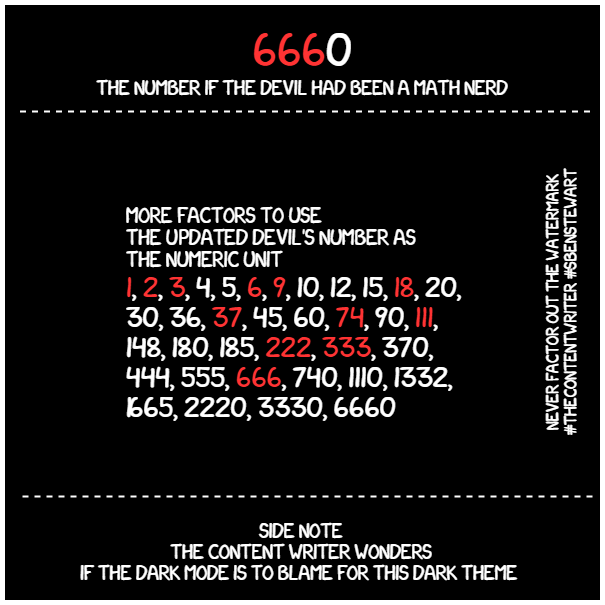 6660
THE NUMBER IF THE DEVIL HAD BEEN A MATH NERD
MORE FACTORS TO USE
THE UPDATED DEVIL'S NUMBER AS
THE NUMERIC UNIT
1, 2, 3, 4, 5, 6, 9, 10, 12, 15, 18, 20,
30, 36, 37, 45, 60, 74, 90, 111,
148, 180, 185, 222, 333, 370,
444, 555, 666, 740, 1110, 1332,
1665, 2220, 3330, 6660
NEVER FACTOR OUT THE WATERMARK
#THECONTENTWRITER #SBENSTEWART
SIDE NOTE
THE CONTENT WRITER WONDERS
IF THE DARK MODE IS TO BLAME FOR THIS DARK THEME